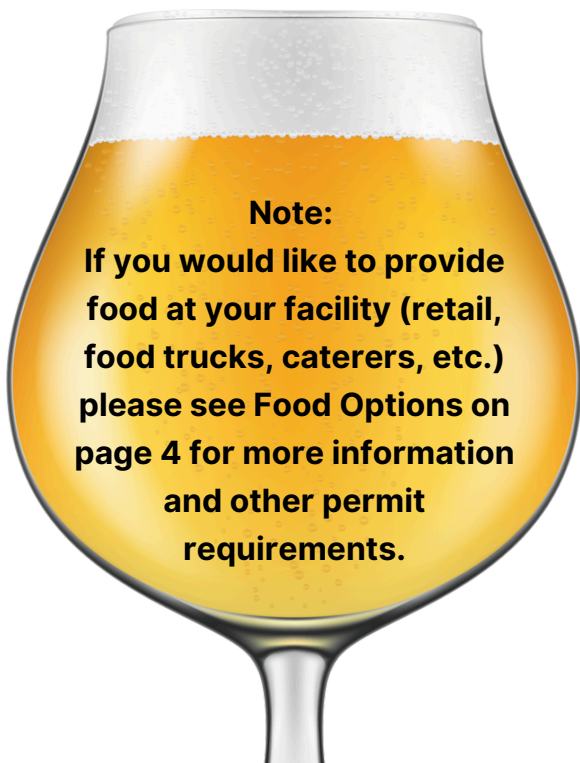 Note:
If you would like to provide
food at your facility (retail,
food trucks, caterers, etc.)
please see Food Options on
page 4 for more information
and other permit
requirements.